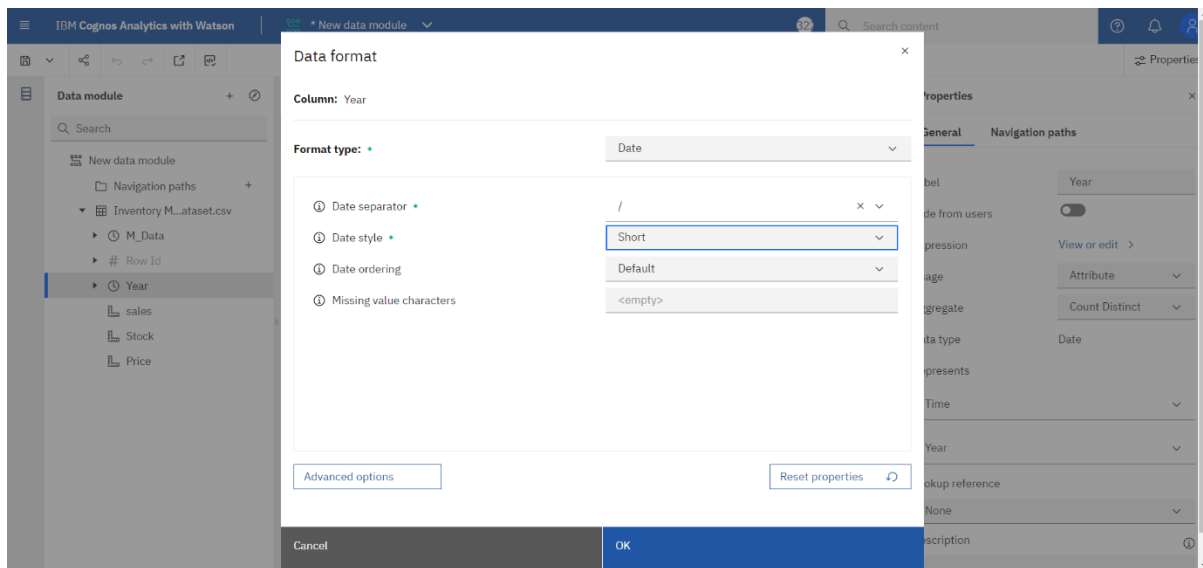 IBM Cognos Analytics with Watson
* New data module
Search content
Properties
Data module
Search
New data module
Navigation paths
Inventory M...ataset.csv
M_Data
# Row Id
Year
sales
Stock
Price
Data format
Column: Year
Format type:
Date
Date separator
/
Date style
Short
Date ordering
Default
Missing value characters
<empty>
Advanced options
Reset properties
Cancel
OK
roperties
General
Navigation paths
bel
Year
de from users
pression
View or edit
age
Attribute
ggregate
Count Distinct
ta type
Date
presents
Time
Year
okup reference
None
scription